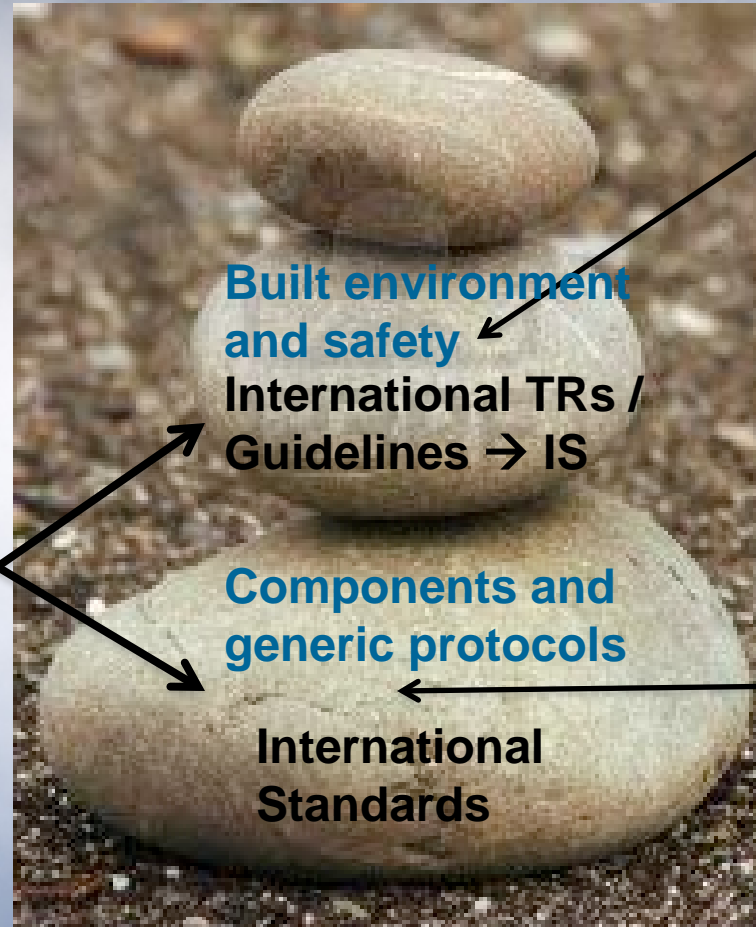 Built environment
and safety
International TRs /
Guidelines → IS
Components and
generic protocols
International
Standards